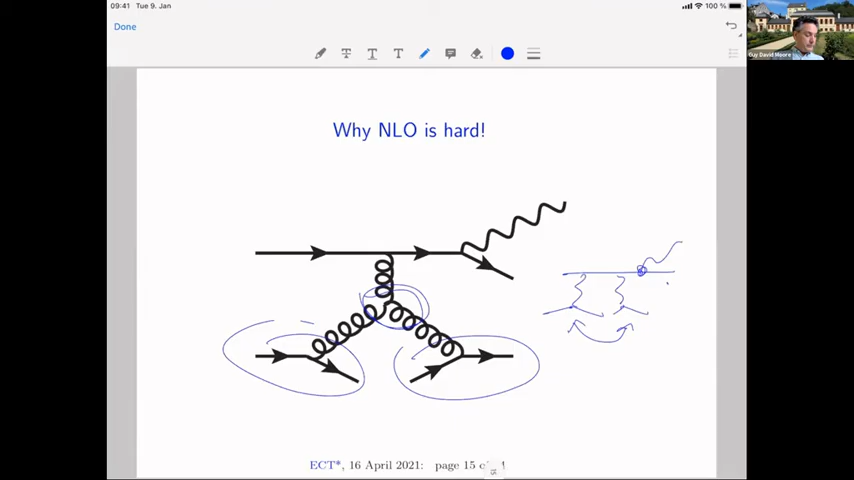 09:41 Tue 9. Jan
100 %
Done
Guy David Moore
Why NLO is hard!
ECT*, 16 April 2021: page 15 of